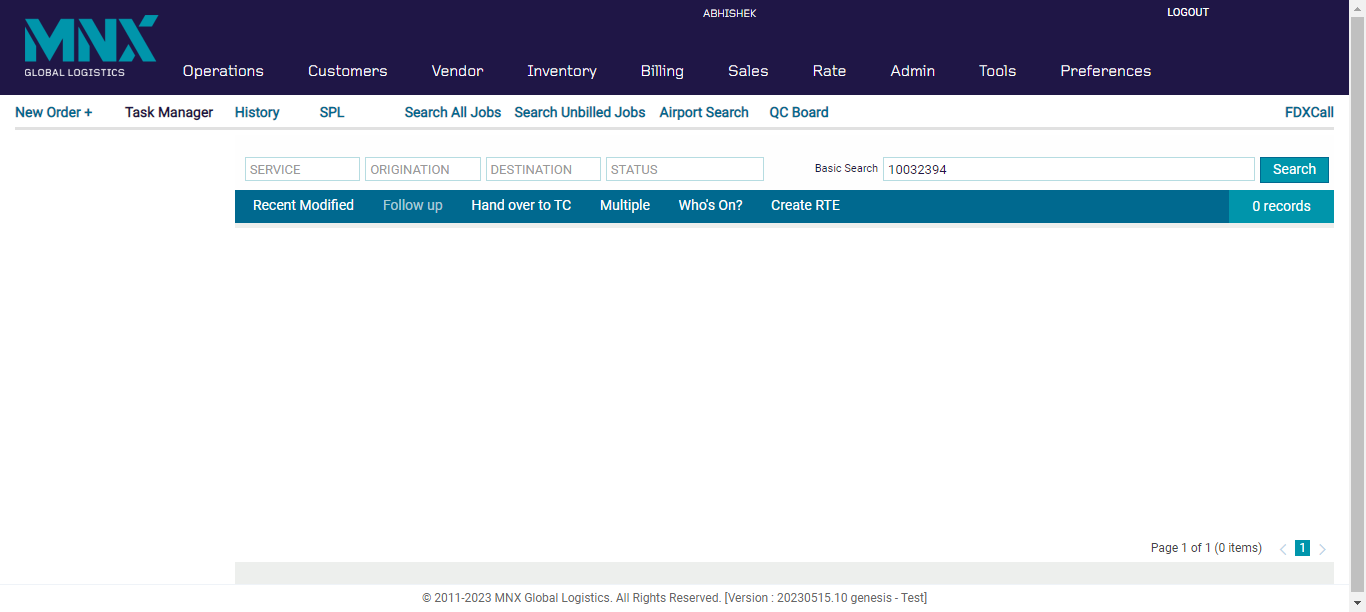 ABHISHEK
LOGOUT
MNX
GLOBAL LOGISTICS
Operations Customers Vendor Inventory Billing Sales Rate Admin Tools Preferences
New Order + Task Manager History SPL Search All Jobs Search Unbilled Jobs Airport Search QC Board FDXCall
SERVICE ORIGINATION DESTINATION STATUS Basic Search 10032394 Search
Recent Modified Follow up Hand over to TC Multiple Who's On? Create RTE 0 records
Page 1 of 1 (0 items) 1
© 2011-2023 MNX Global Logistics. All Rights Reserved. [Version : 20230515.10 genesis - Test]